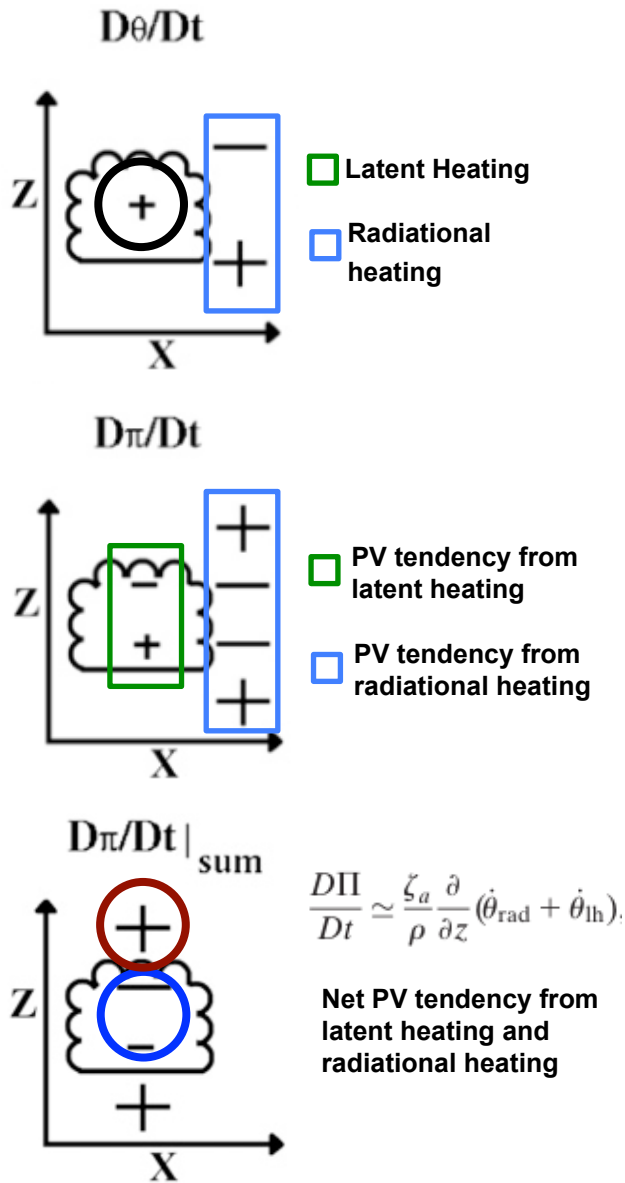 Dθ/Dt
Z
+
−
+
X
Latent Heating
Radiational
heating
Dπ/Dt
Z
−
+
+
−
−
+
X
PV tendency from
latent heating
PV tendency from
radiational heating
Dπ/Dt|sum
Z
+
−
−
+
X
DΠ/Dt ≃ ζa/ρ ∂/∂z (θ̇rad + θ̇lh),
Net PV tendency from
latent heating and
radiational heating